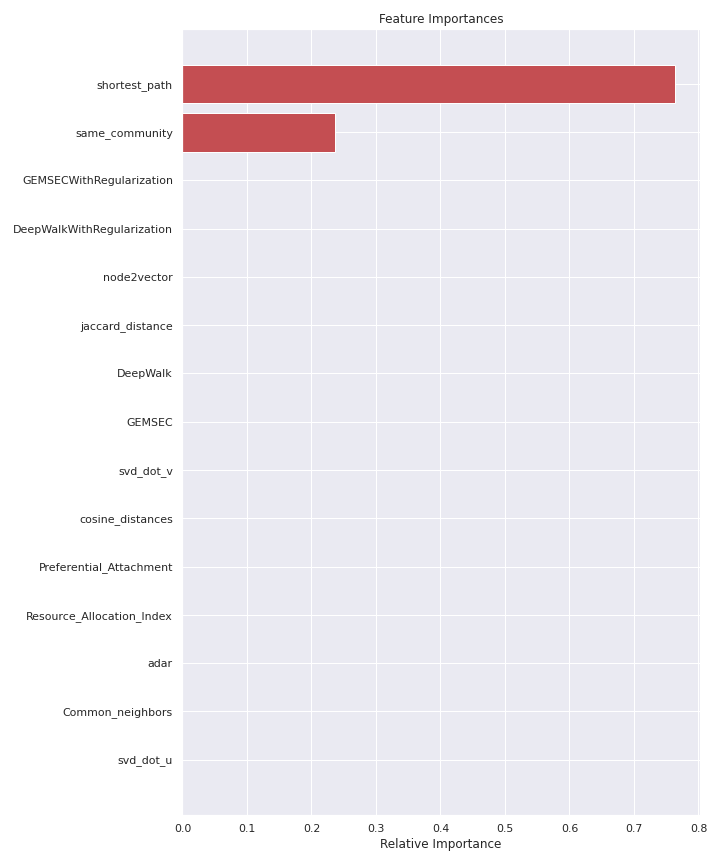 Feature Importances
shortest_path
same_community
GEMSECWithRegularization
DeepWalkWithRegularization
node2vector
jaccard_distance
DeepWalk
GEMSEC
svd_dot_v
cosine_distances
Preferential_Attachment
Resource_Allocation_Index
adar
Common_neighbors
svd_dot_u
0.0 0.1 0.2 0.3 0.4 0.5 0.6 0.7 0.8
Relative Importance